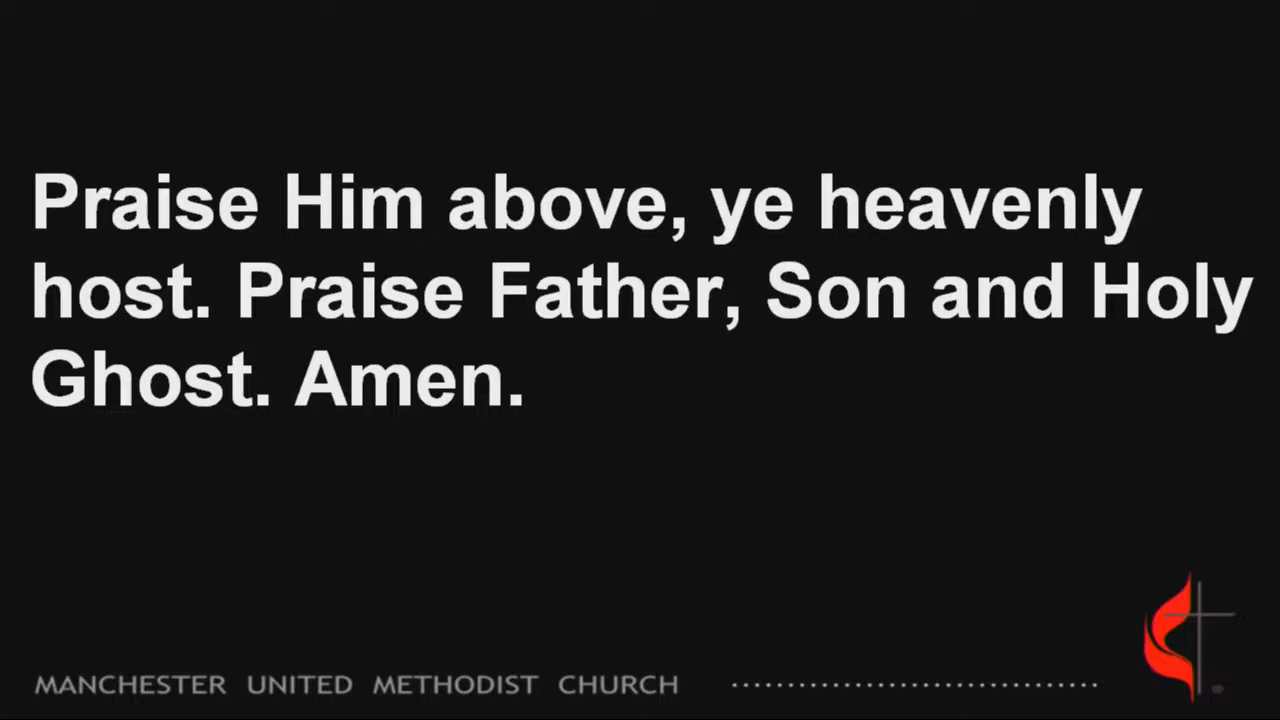 Praise Him above, ye heavenly
host. Praise Father, Son and Holy
Ghost. Amen.
MANCHESTER UNITED METHODIST CHURCH